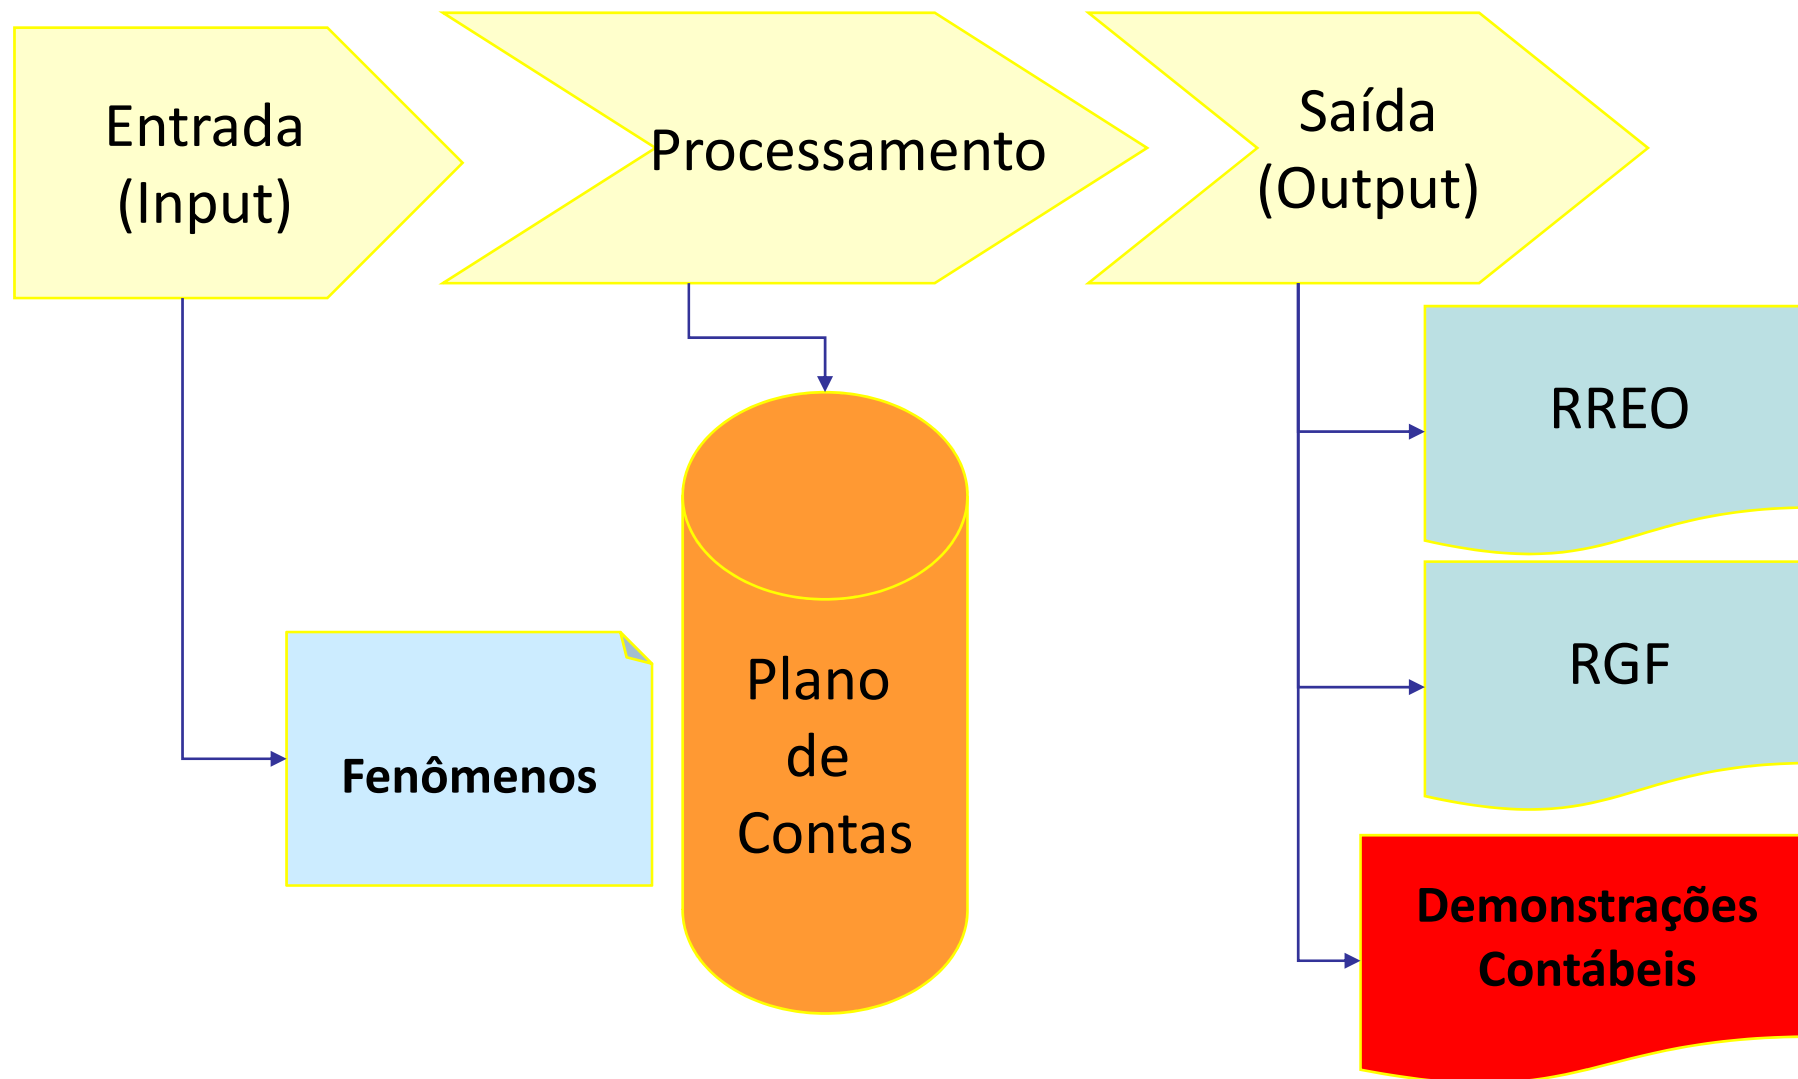 Entrada
(Input)
Processamento
Saída
(Output)
RREO
RGF
Fenômenos
Plano
de
Contas
Demonstrações
Contábeis